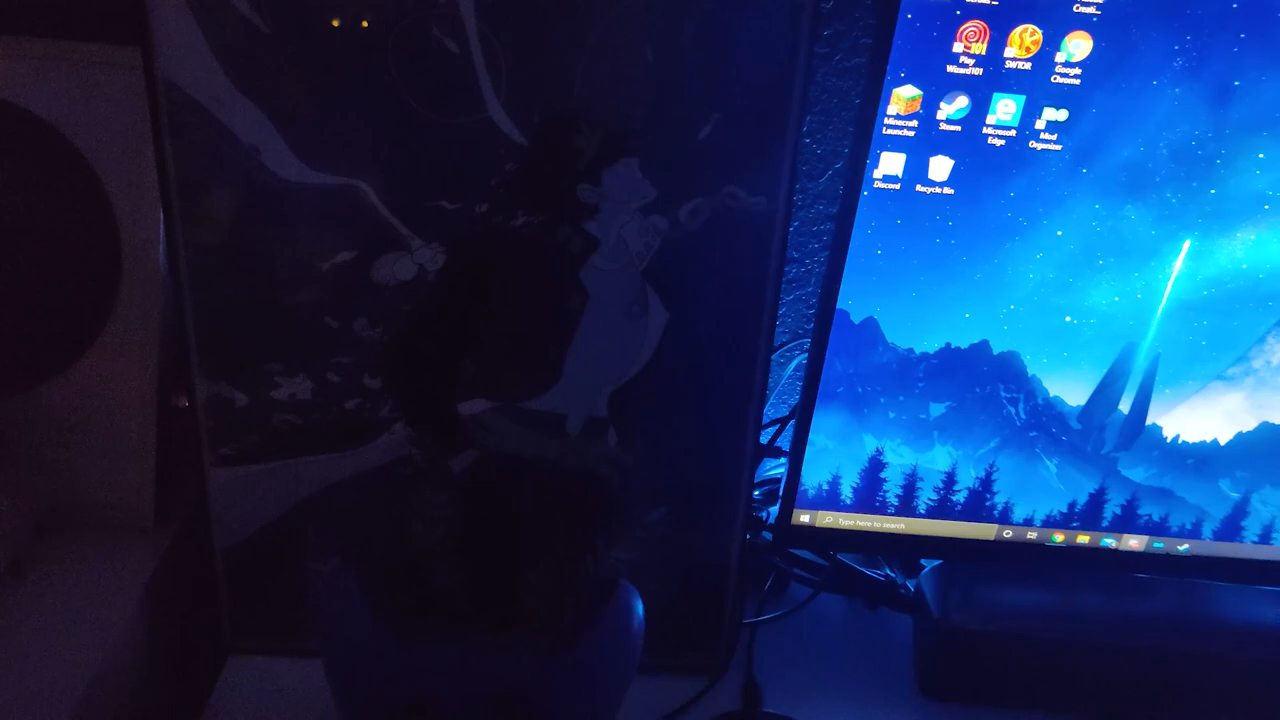 Creati...
Play
Wizard101
SWTOR
Google
Chrome
Minecraft
Launcher
Steam
Microsoft
Edge
Mod
Organizer
Discord
Recycle Bin
Type here to search